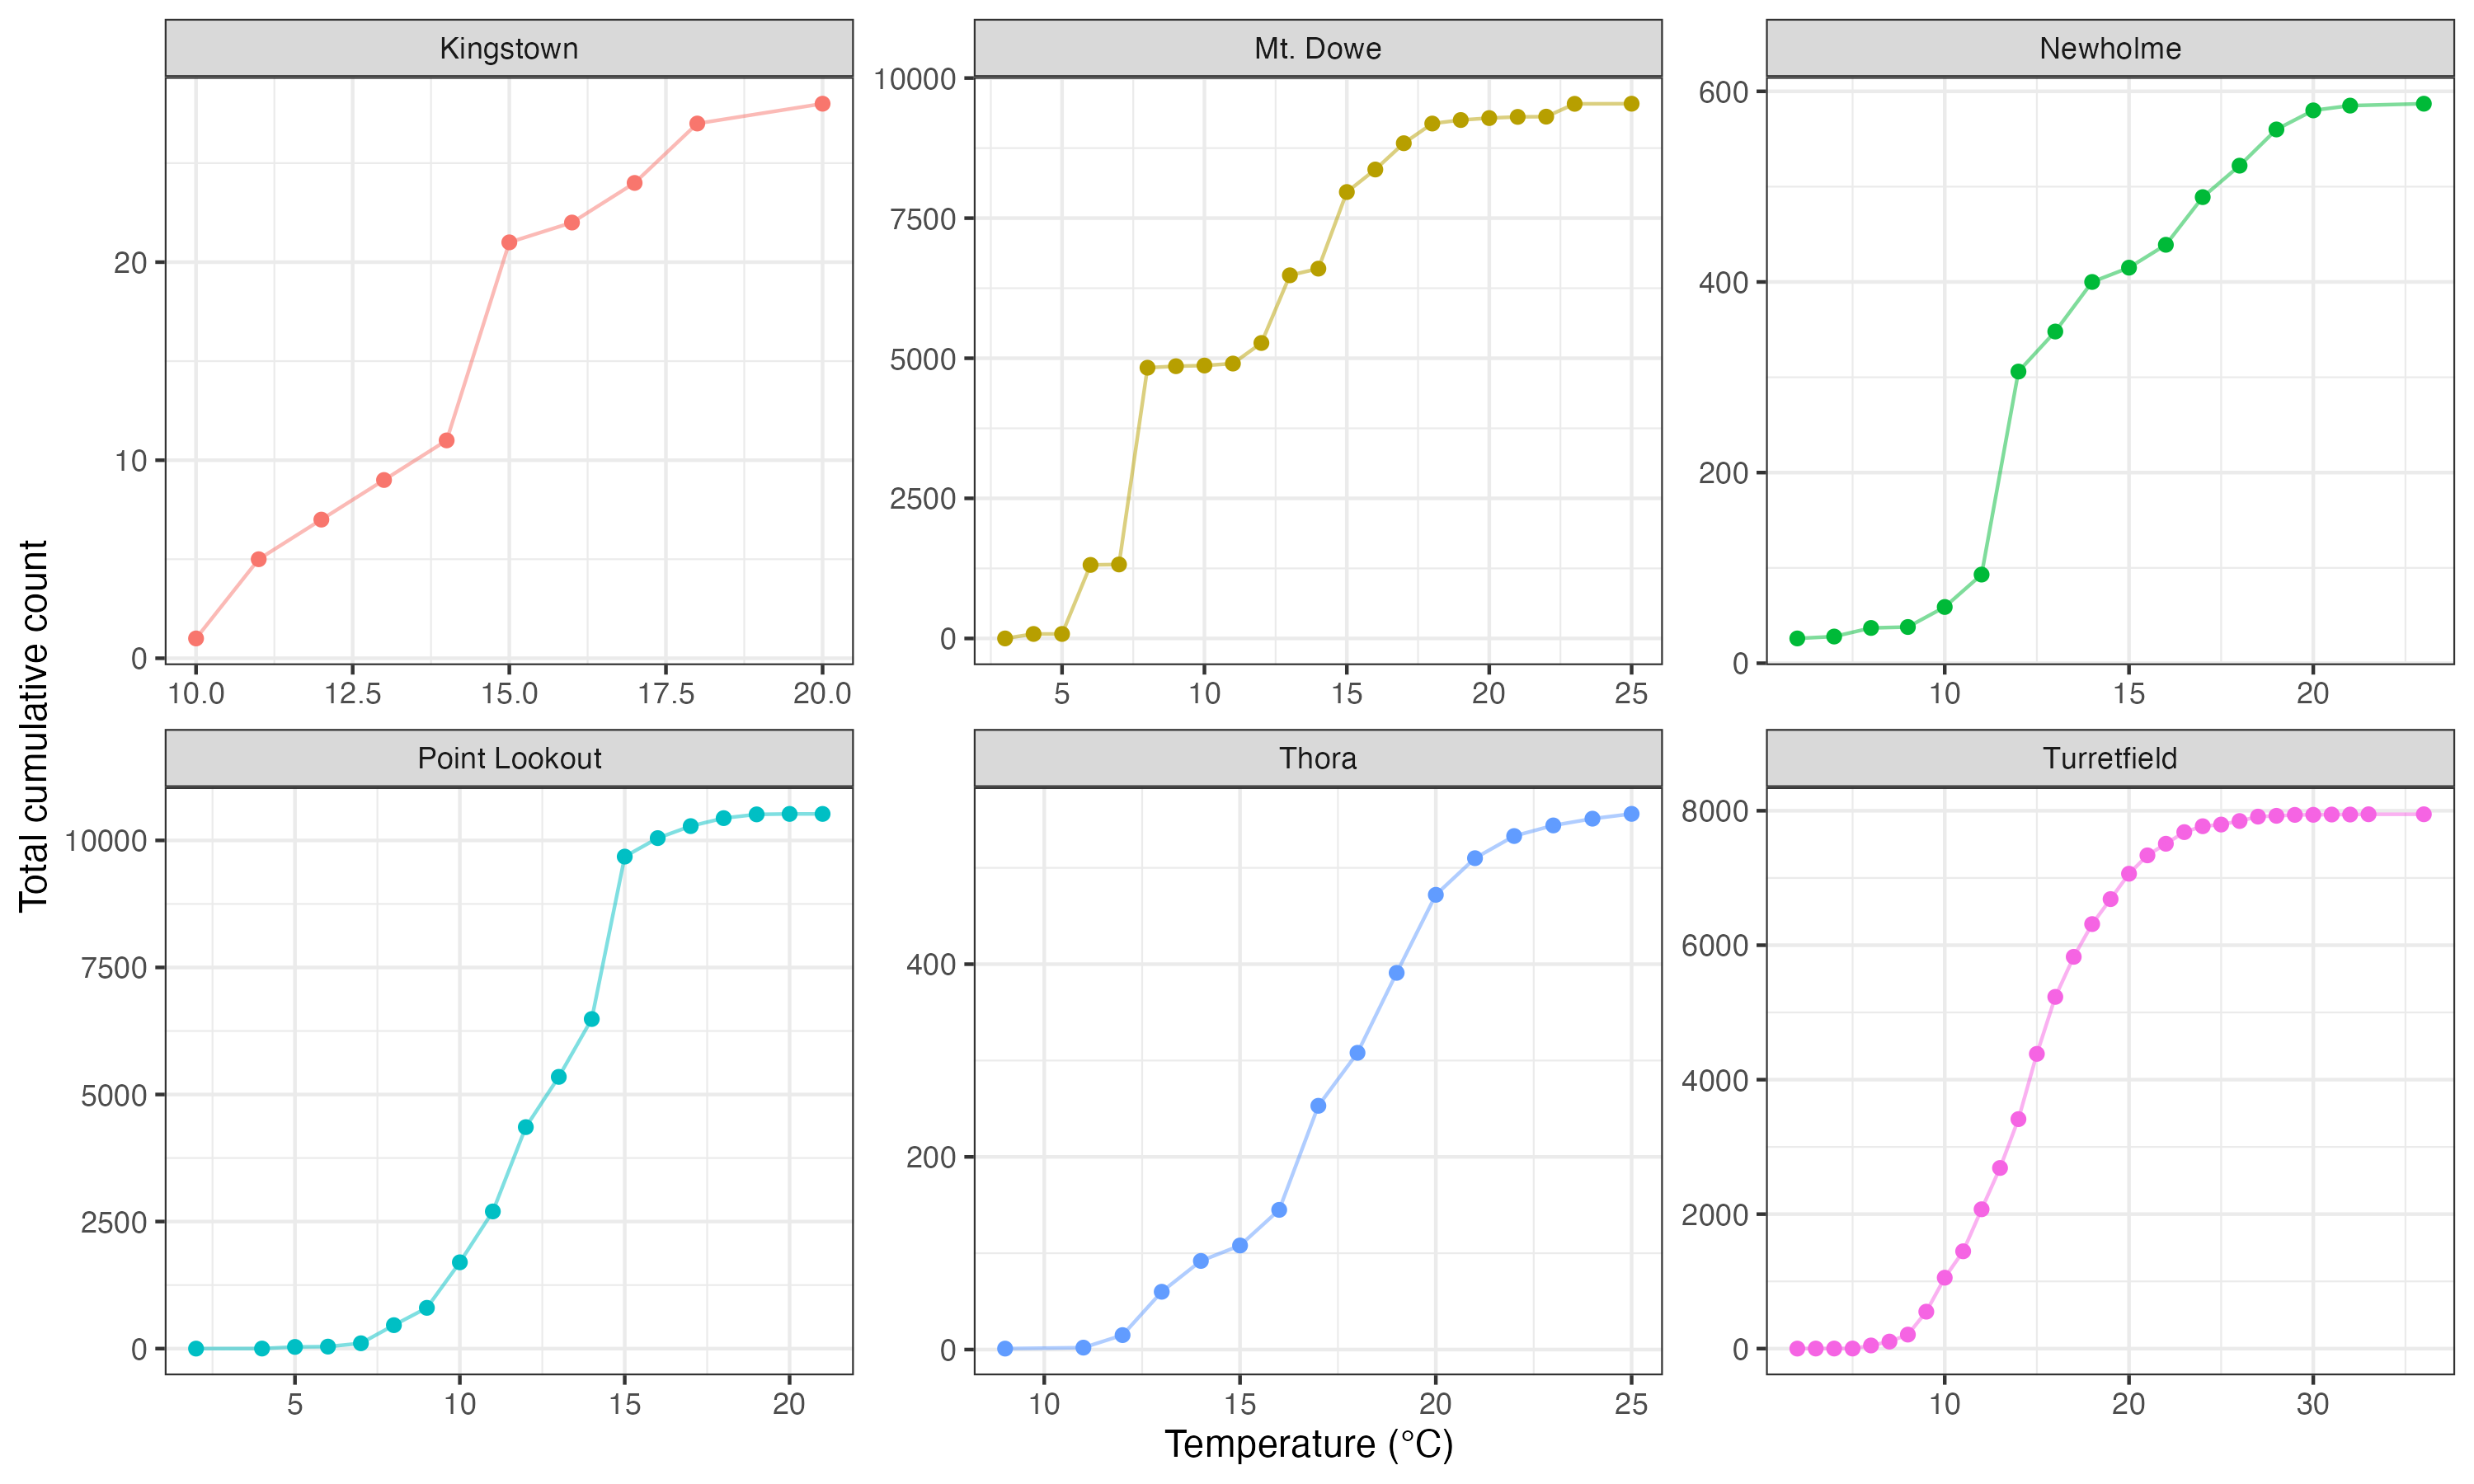 Kingstown
Mt. Dowe
Newholme
0
10
20
10.0 12.5 15.0 17.5 20.0
0
2500
5000
7500
10000
5 10 15 20 25
0
200
400
600
10 15 20
Point Lookout
Thora
Turretfield
0
2500
5000
7500
10000
5 10 15 20
0
200
400
10 15 20 25
0
2000
4000
6000
8000
10 20 30
Total cumulative count
Temperature (°C)